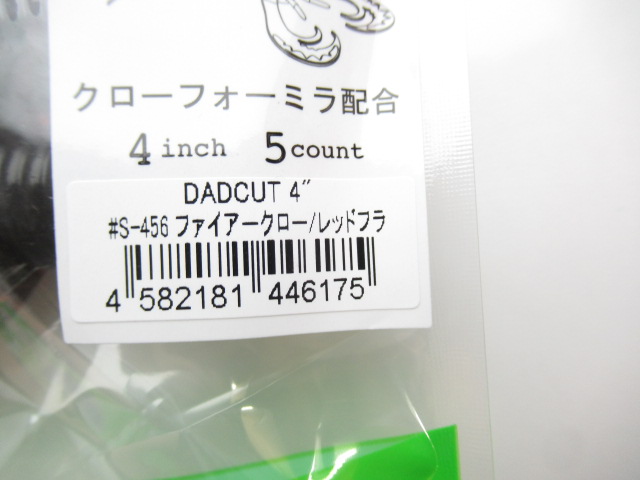 クローフォーミラ配合
4 inch 5 count
DADCUT 4″
#S-456 ファイアークロー/レッドフラ
4 582181 446175